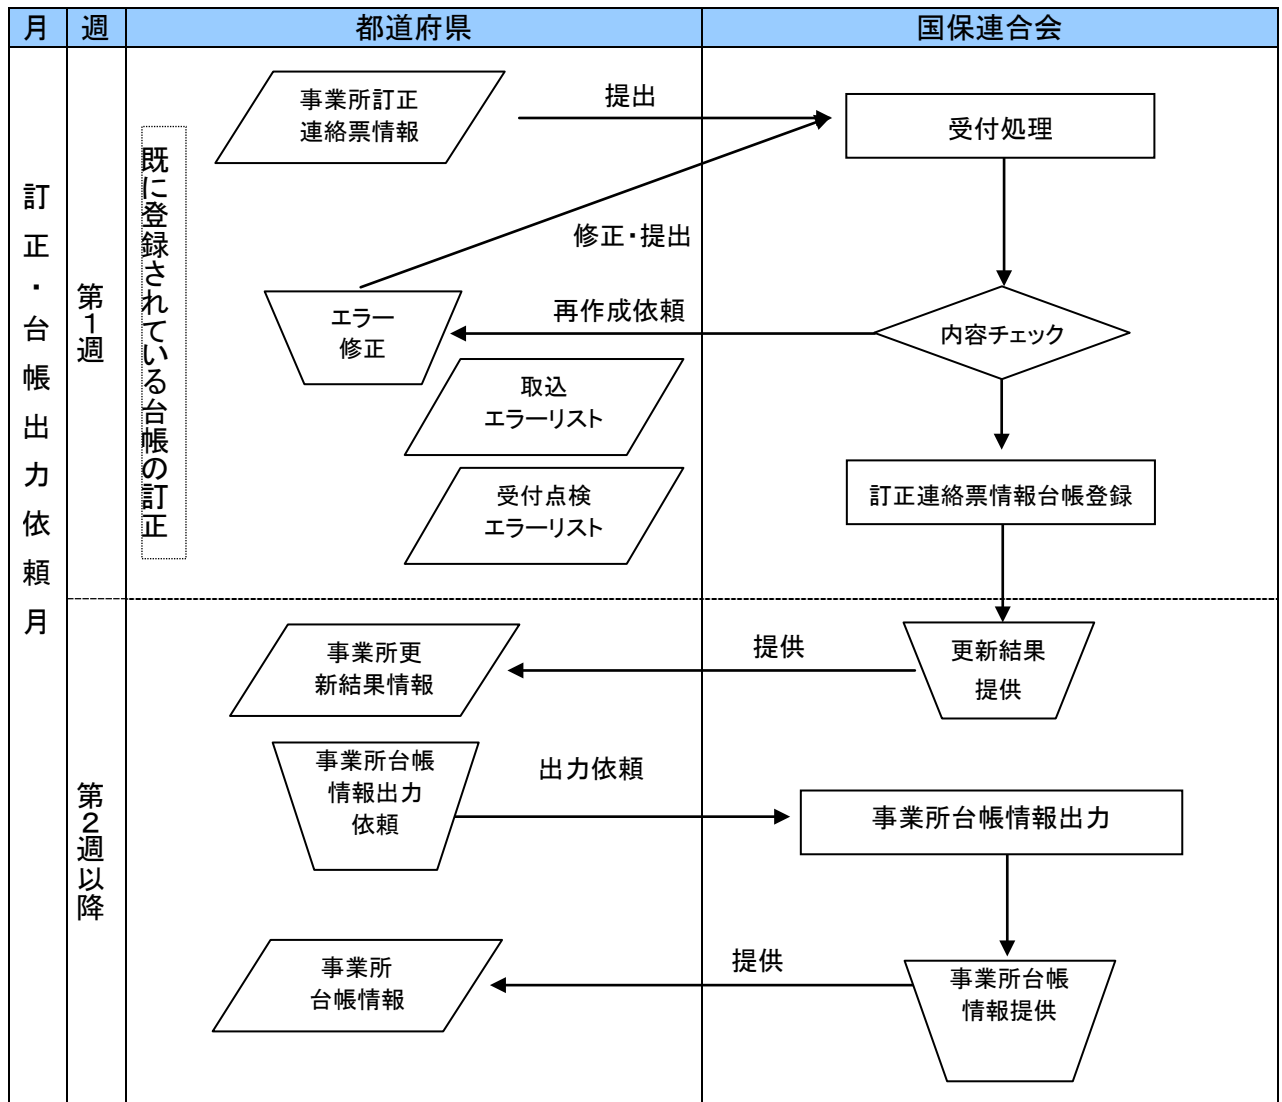 月
週
都道府県
国保連合会
訂正・台帳出力依頼月
第1週
既に登録されている台帳の訂正
事業所訂正
連絡票情報
提出
受付処理
修正・提出
エラー
修正
再作成依頼
内容チェック
取込
エラーリスト
受付点検
エラーリスト
訂正連絡票情報台帳登録
第2週以降
事業所更
新結果情報
提供
更新結果
提供
事業所台帳
情報出力
依頼
出力依頼
事業所台帳情報出力
事業所
台帳情報
提供
事業所台帳
情報提供